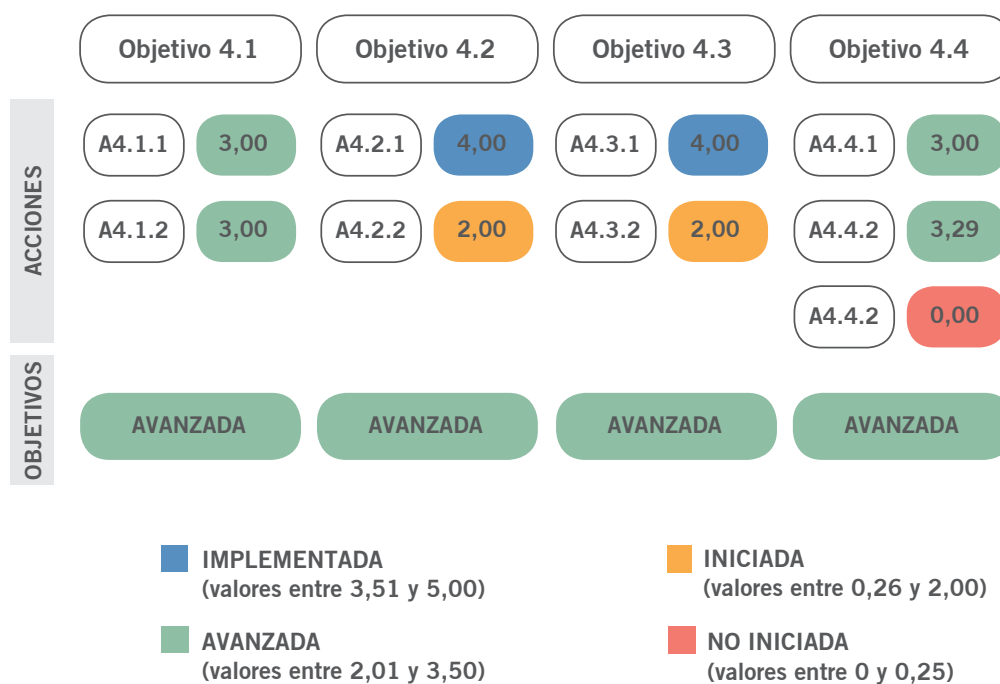 Objetivo 4.1 Objetivo 4.2 Objetivo 4.3 Objetivo 4.4
ACCIONES
A4.1.1 3,00 A4.2.1 4,00 A4.3.1 4,00 A4.4.1 3,00
A4.1.2 3,00 A4.2.2 2,00 A4.3.2 2,00 A4.4.2 3,29
A4.4.2 0,00
OBJETIVOS
AVANZADA AVANZADA AVANZADA AVANZADA
IMPLEMENTADA
(valores entre 3,51 y 5,00)
INICIADA
(valores entre 0,26 y 2,00)
AVANZADA
(valores entre 2,01 y 3,50)
NO INICIADA
(valores entre 0 y 0,25)